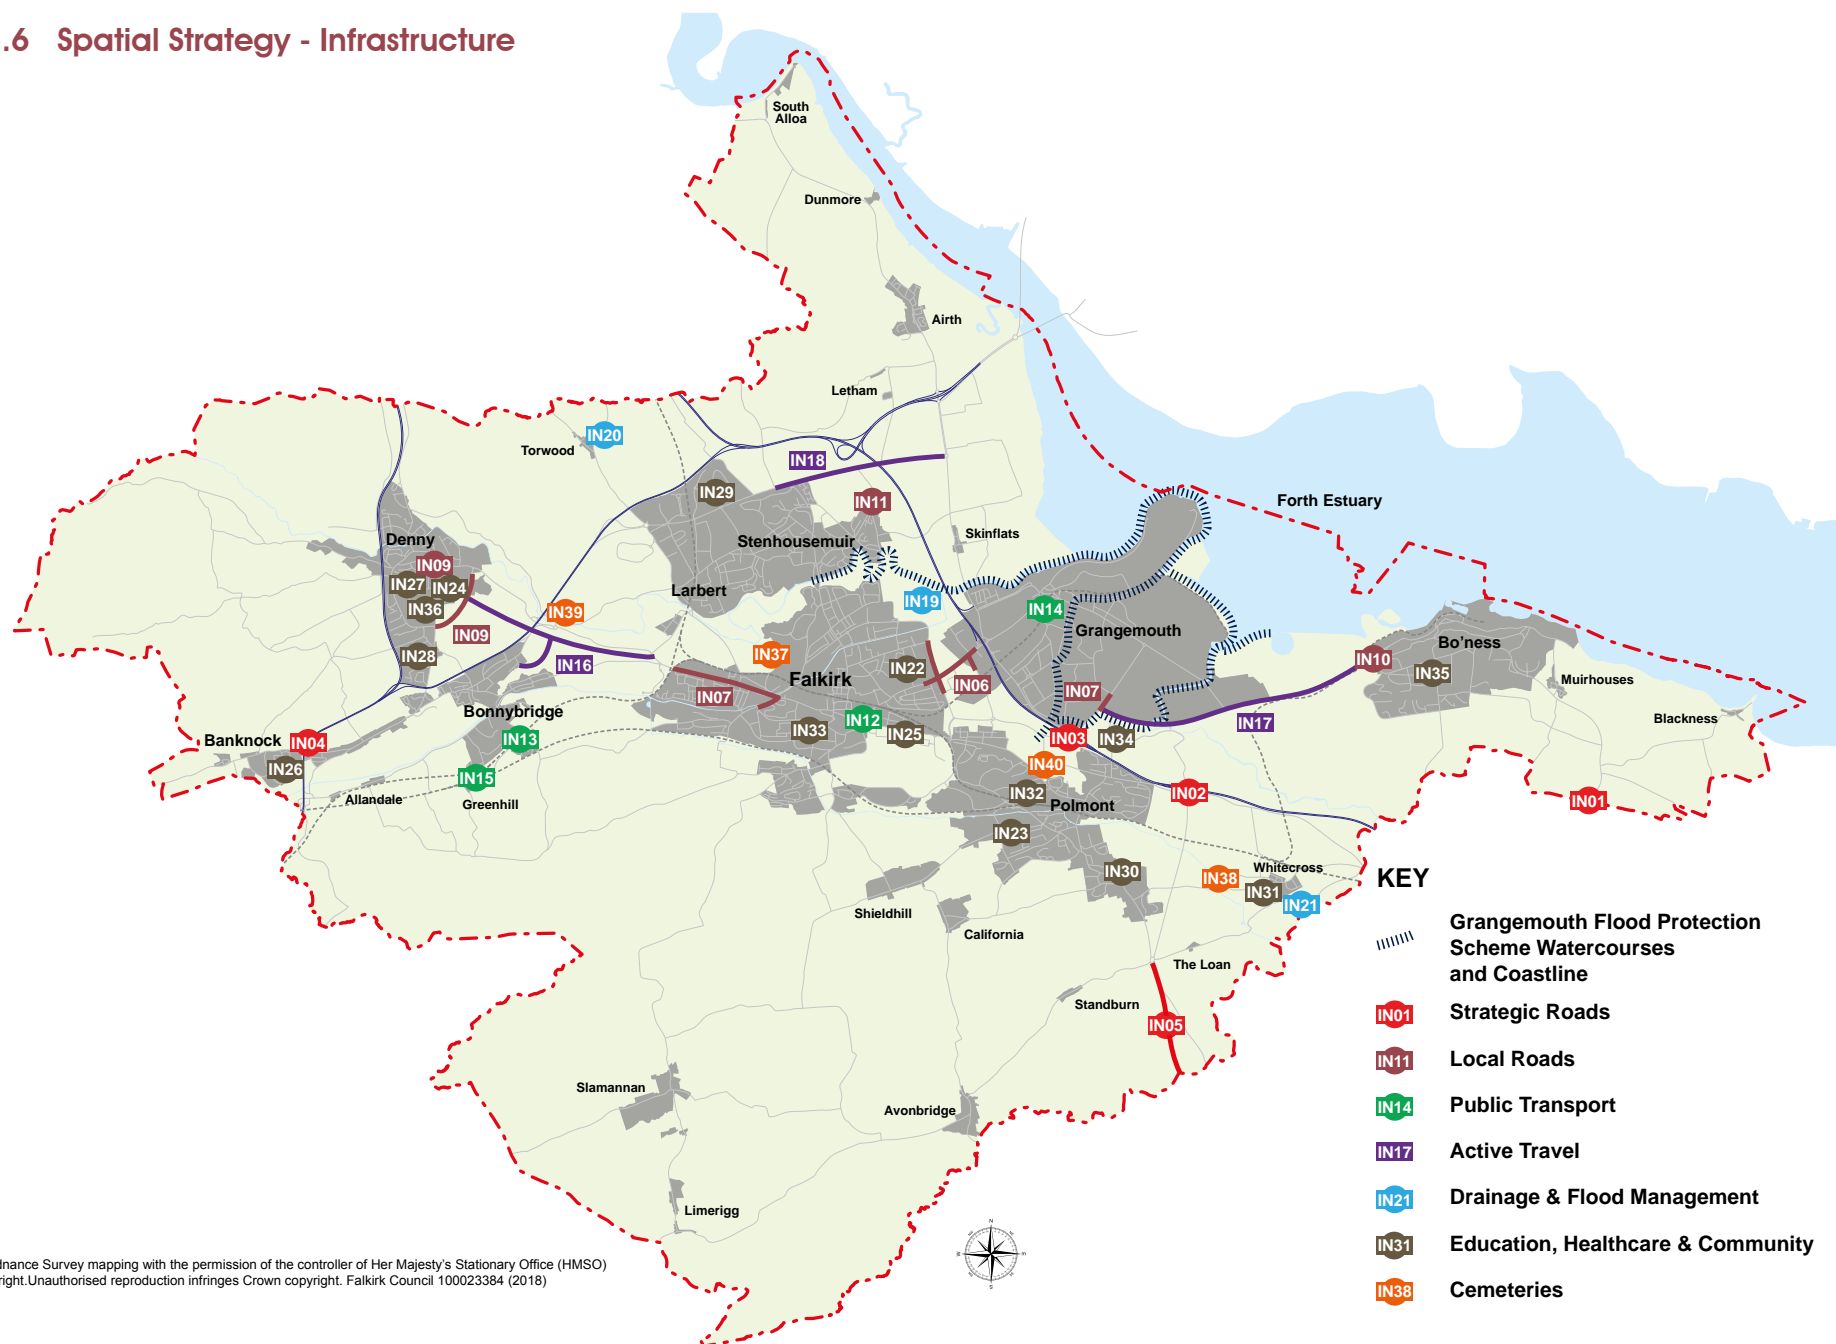 .6 Spatial Strategy - Infrastructure
South
Alloa
Dunmore
Airth
Letham
Torwood
IN20
IN18
IN29
IN11
Forth Estuary
Skinflats
Denny
Stenhousemuir
IN09
IN27
IN24
IN36
Larbert
IN39
IN19
IN14
Grangemouth
IN09
Bo'ness
IN28
IN16
IN37
Falkirk
IN22
IN06
IN10
IN35
Muirhouses
IN07
IN07
Bonnybridge
IN12
IN17
Blackness
Banknock
IN04
IN13
IN33
IN25
IN03
IN34
IN26
IN15
IN40
Allandale
Greenhill
IN32
Polmont
IN02
IN01
IN23
IN30
Whitecross
IN38
IN31
IN21
Shieldhill
California
The Loan
Standburn
IN05
Slamannan
Avonbridge
Limerigg
KEY
Grangemouth Flood Protection
Scheme Watercourses
and Coastline
IN01 Strategic Roads
IN11 Local Roads
IN14 Public Transport
IN17 Active Travel
IN21 Drainage & Flood Management
IN31 Education, Healthcare & Community
IN38 Cemeteries
dnance Survey mapping with the permission of the controller of Her Majesty's Stationary Office (HMSO)
right.Unauthorised reproduction infringes Crown copyright. Falkirk Council 100023384 (2018)